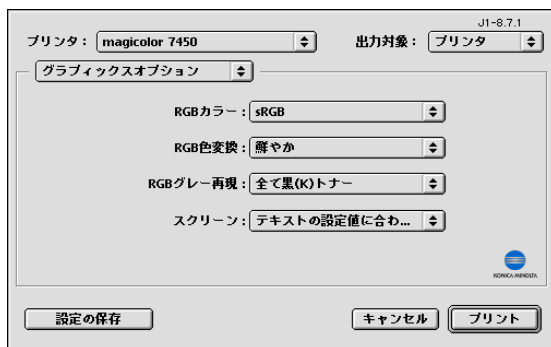 J1-8.7.1
プリンタ： magicolor 7450 出力対象： プリンタ
グラフィックスオプション
RGBカラー： sRGB
RGB色変換： 鮮やか
RGBグレー再現： 全て黒(K)トナー
スクリーン： テキストの設定値に合わ...
KONICA MINOLTA
設定の保存 キャンセル プリント